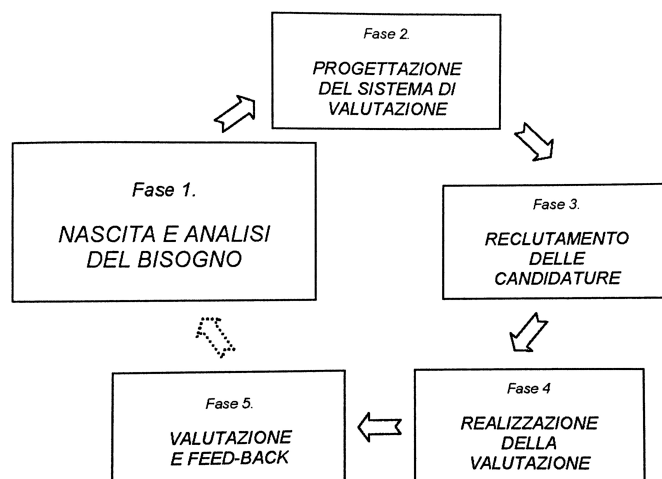 Fase 1.
NASCITA E ANALISI
DEL BISOGNO
Fase 2.
PROGETTAZIONE
DEL SISTEMA DI
VALUTAZIONE
Fase 3.
RECLUTAMENTO
DELLE
CANDIDATURE
Fase 4
REALIZZAZIONE
DELLA
VALUTAZIONE
Fase 5.
VALUTAZIONE
E FEED-BACK